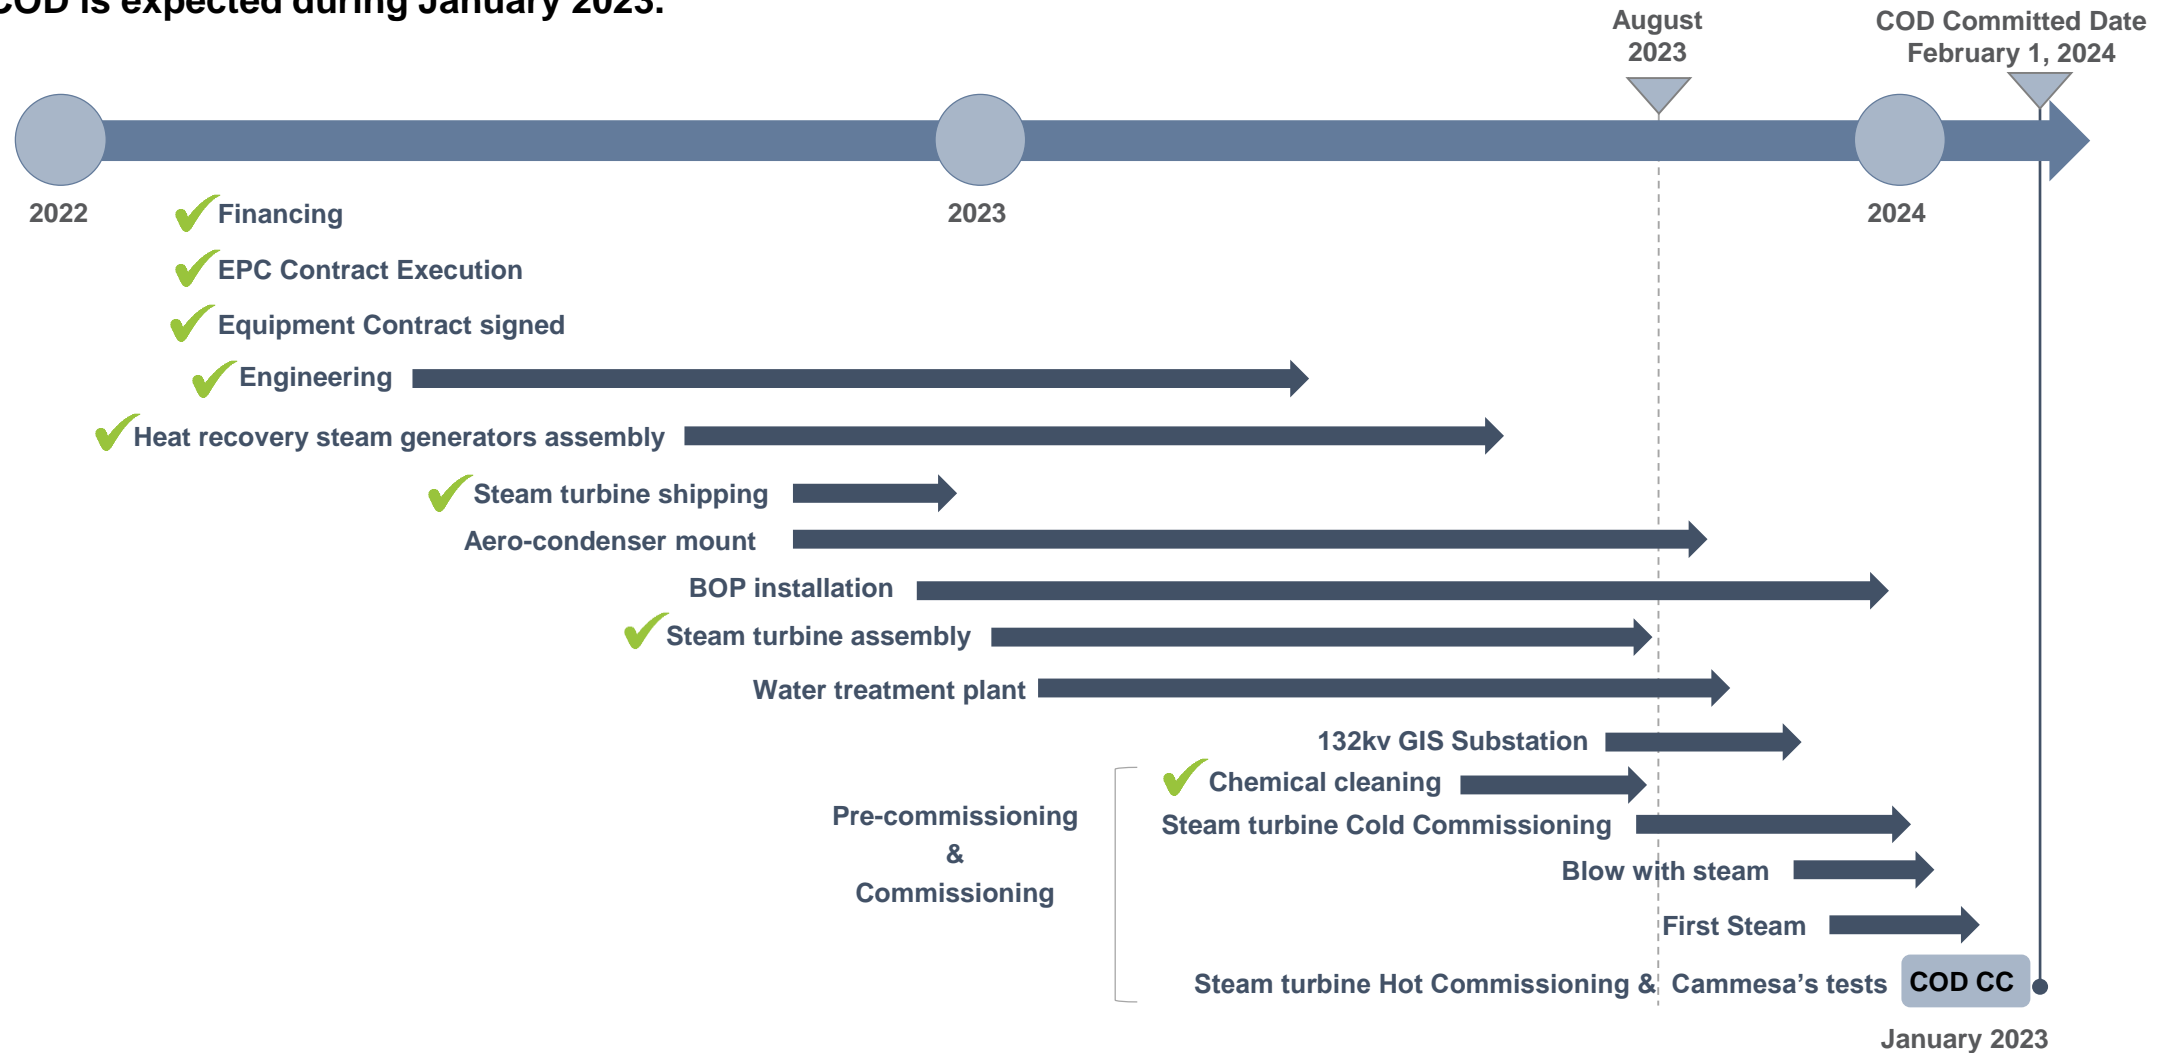 COD is expected during January 2023.
August
2023
COD Committed Date
February 1, 2024
2022
2023
2024
Financing
EPC Contract Execution
Equipment Contract signed
Engineering
Heat recovery steam generators assembly
Steam turbine shipping
Aero-condenser mount
BOP installation
Steam turbine assembly
Water treatment plant
132kv GIS Substation
Chemical cleaning
Pre-commissioning
&
Commissioning
Steam turbine Cold Commissioning
Blow with steam
First Steam
Steam turbine Hot Commissioning & Cammesa’s tests
COD CC
January 2023